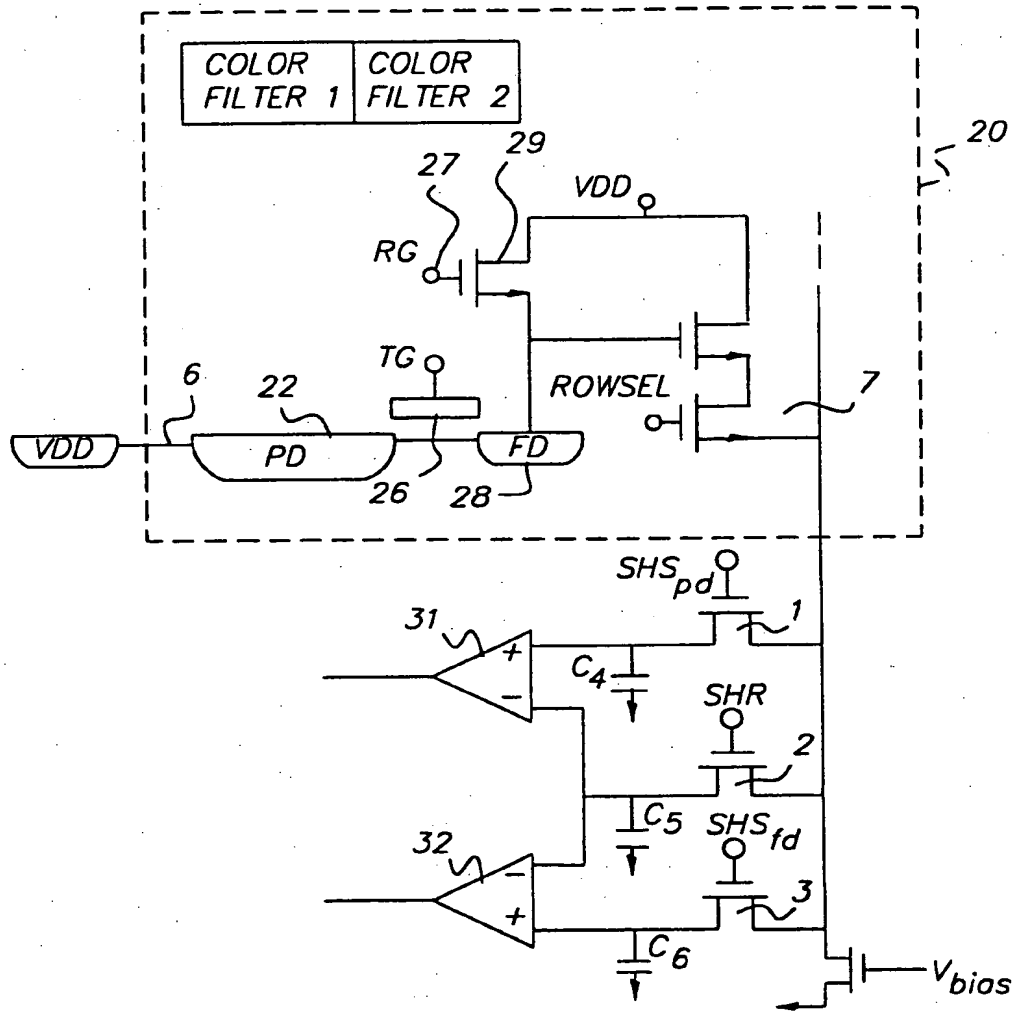 COLOR FILTER 1
COLOR FILTER 2
20
29
27
VDD
RG
TG
ROWSEL
7
6
22
VDD
PD
FD
26
28
SHSpd
1
31
+
C4
−
SHR
2
C5
SHSfd
32
−
3
+
C6
Vbias